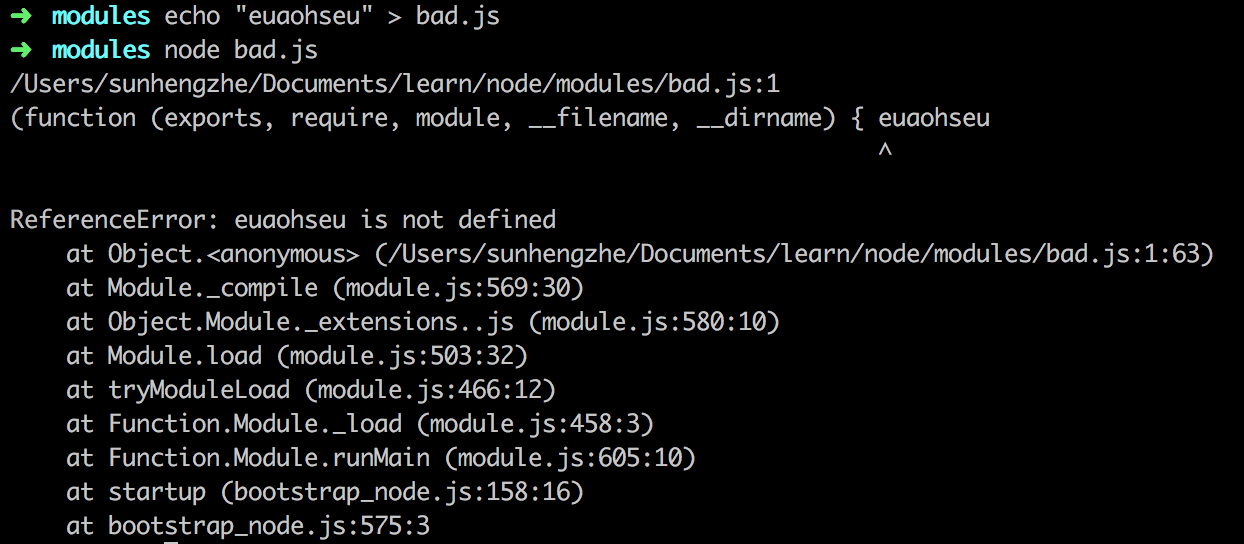 ➜ modules echo "euaohseu" > bad.js
➜ modules node bad.js
/Users/sunhengzhe/Documents/learn/node/modules/bad.js:1
(function (exports, require, module, __filename, __dirname) { euaohseu
^
ReferenceError: euaohseu is not defined
at Object.<anonymous> (/Users/sunhengzhe/Documents/learn/node/modules/bad.js:1:63)
at Module._compile (module.js:569:30)
at Object.Module._extensions..js (module.js:580:10)
at Module.load (module.js:503:32)
at tryModuleLoad (module.js:466:12)
at Function.Module._load (module.js:458:3)
at Function.Module.runMain (module.js:605:10)
at startup (bootstrap_node.js:158:16)
at bootstrap_node.js:575:3